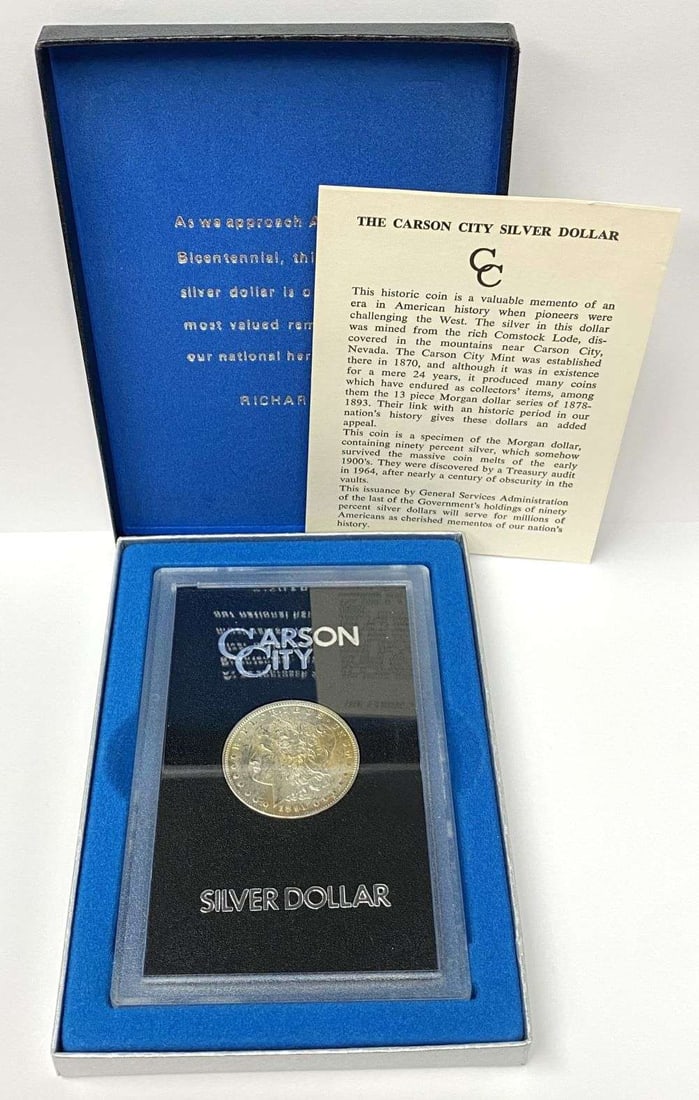 As we approach A
Bicentennial, thi
silver dollar is o
most valued rem
our national her
RICHAR
THE CARSON CITY SILVER DOLLAR
CC
This historic coin is a valuable memento of an
era in American history when pioneers were
challenging the West. The silver in this dollar
was mined from the rich Comstock Lode, dis-
covered in the mountains near Carson City,
Nevada. The Carson City Mint was established
there in 1870, and although it was in existence
for a mere 24 years, it produced many coins
which have endured as collectors' items, among
them the 13 piece Morgan dollar series of 1878-
1893. Their link with an historic period in our
nation's history gives these dollars an added
appeal.
This coin is a specimen of the Morgan dollar,
containing ninety percent silver, which somehow
survived the massive coin melts of the early
1900's. They were discovered by a Treasury audit
in 1964, after nearly a century of obscurity in the
vaults.
This issuance by General Services Administration
of the last of the Government's holdings of ninety
percent silver dollars will serve for millions of
Americans as cherished mementos of our nation's
history.
CARSON
CITY
SILVER DOLLAR